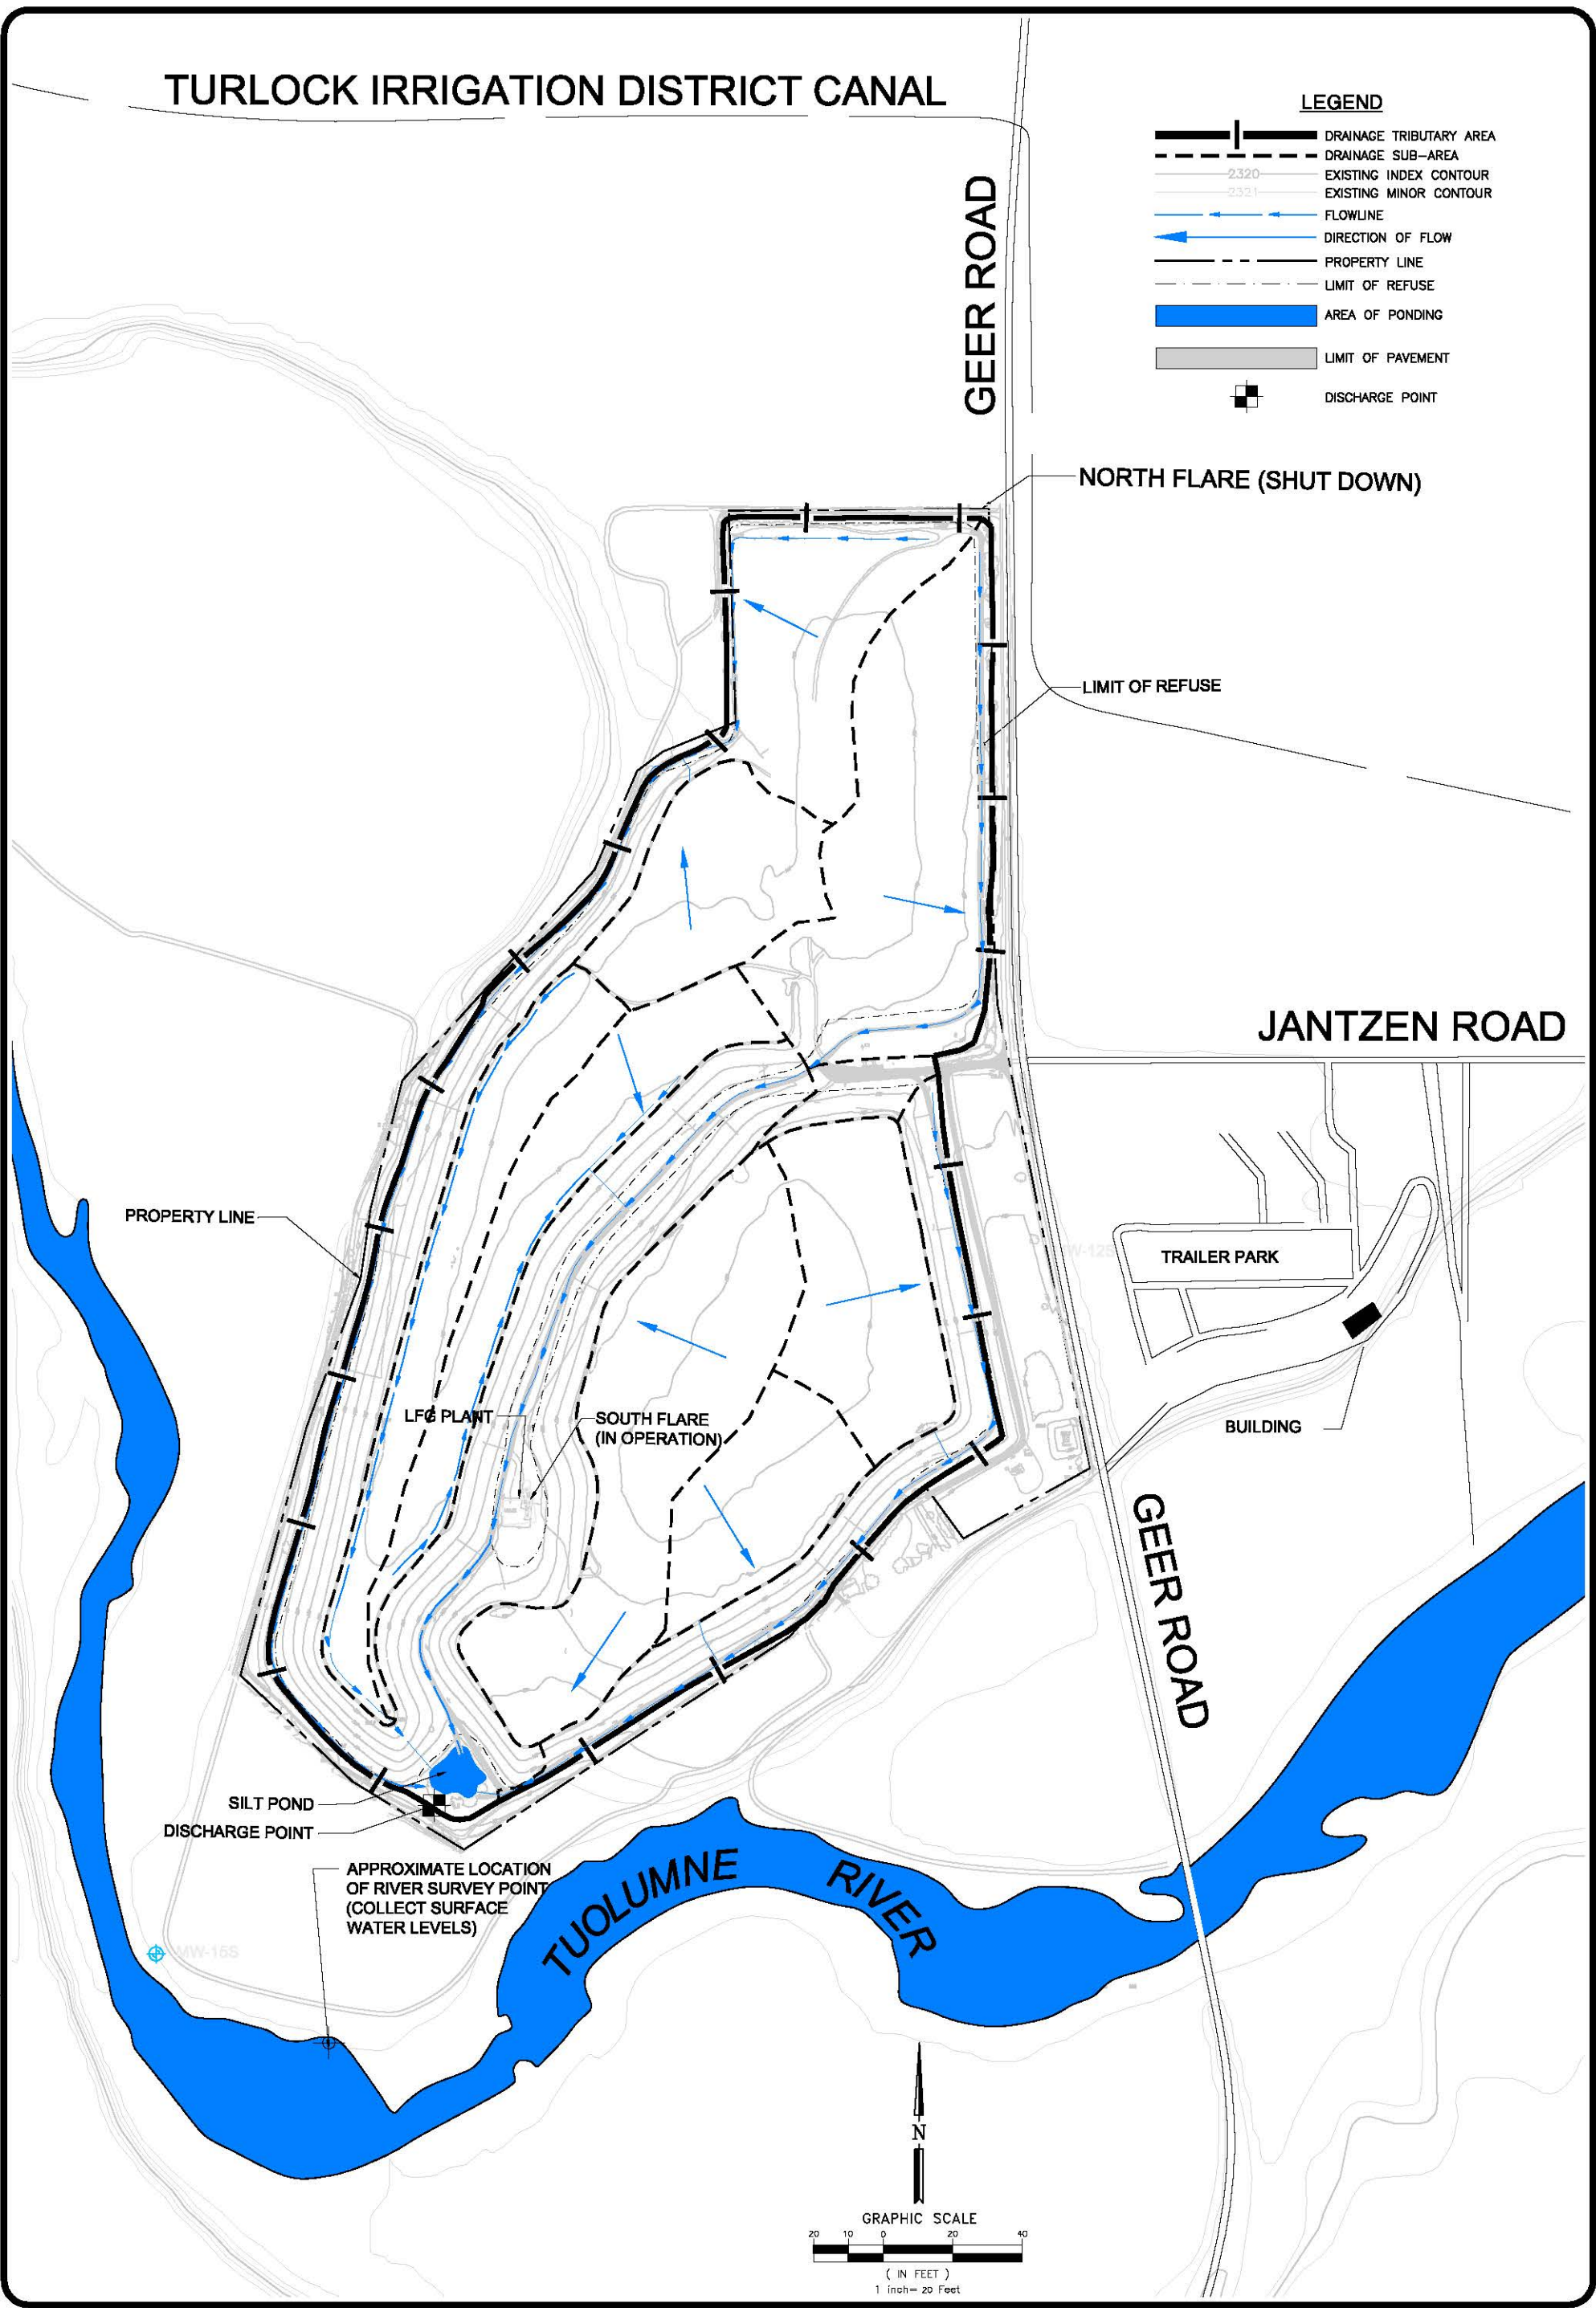 TURLOCK IRRIGATION DISTRICT CANAL
LEGEND
DRAINAGE TRIBUTARY AREA
DRAINAGE SUB-AREA
2320
EXISTING INDEX CONTOUR
2321
EXISTING MINOR CONTOUR
FLOWLINE
DIRECTION OF FLOW
PROPERTY LINE
LIMIT OF REFUSE
AREA OF PONDING
LIMIT OF PAVEMENT
DISCHARGE POINT
GEER ROAD
NORTH FLARE (SHUT DOWN)
LIMIT OF REFUSE
JANTZEN ROAD
PROPERTY LINE
TRAILER PARK
LFG PLANT
SOUTH FLARE
(IN OPERATION)
BUILDING
GEER ROAD
SILT POND
DISCHARGE POINT
APPROXIMATE LOCATION
OF RIVER SURVEY POINT
(COLLECT SURFACE
WATER LEVELS)
TUOLUMNE RIVER
MW-15S
N
GRAPHIC SCALE
20 10 0 20 40
( IN FEET )
1 inch= 20 Feet